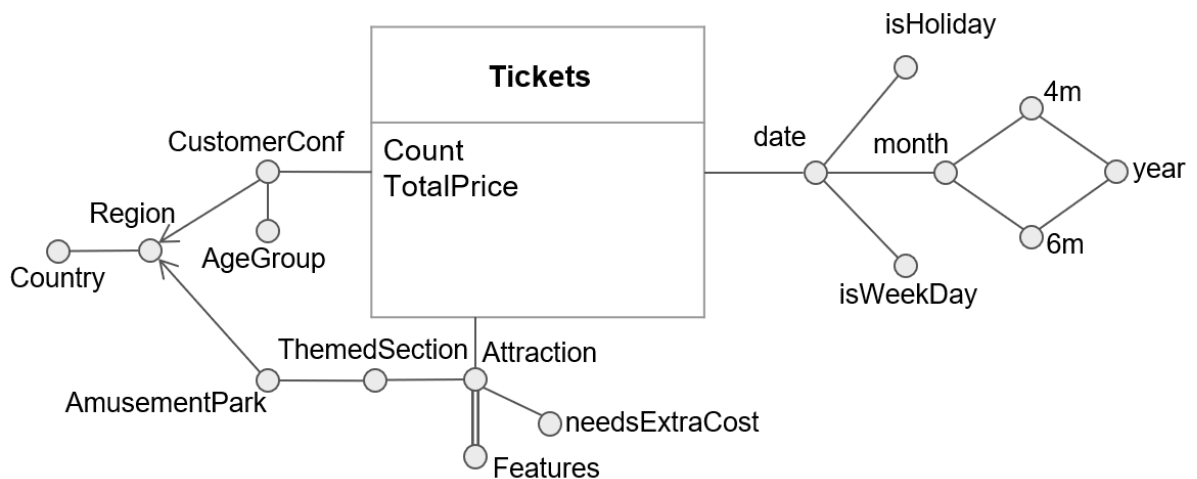 isHoliday
Tickets
4m
date
month
CustomerConf
Count
year
TotalPrice
Region
AgeGroup
6m
Country
isWeekDay
ThemedSection
Attraction
AmusementPark
needsExtraCost
Features